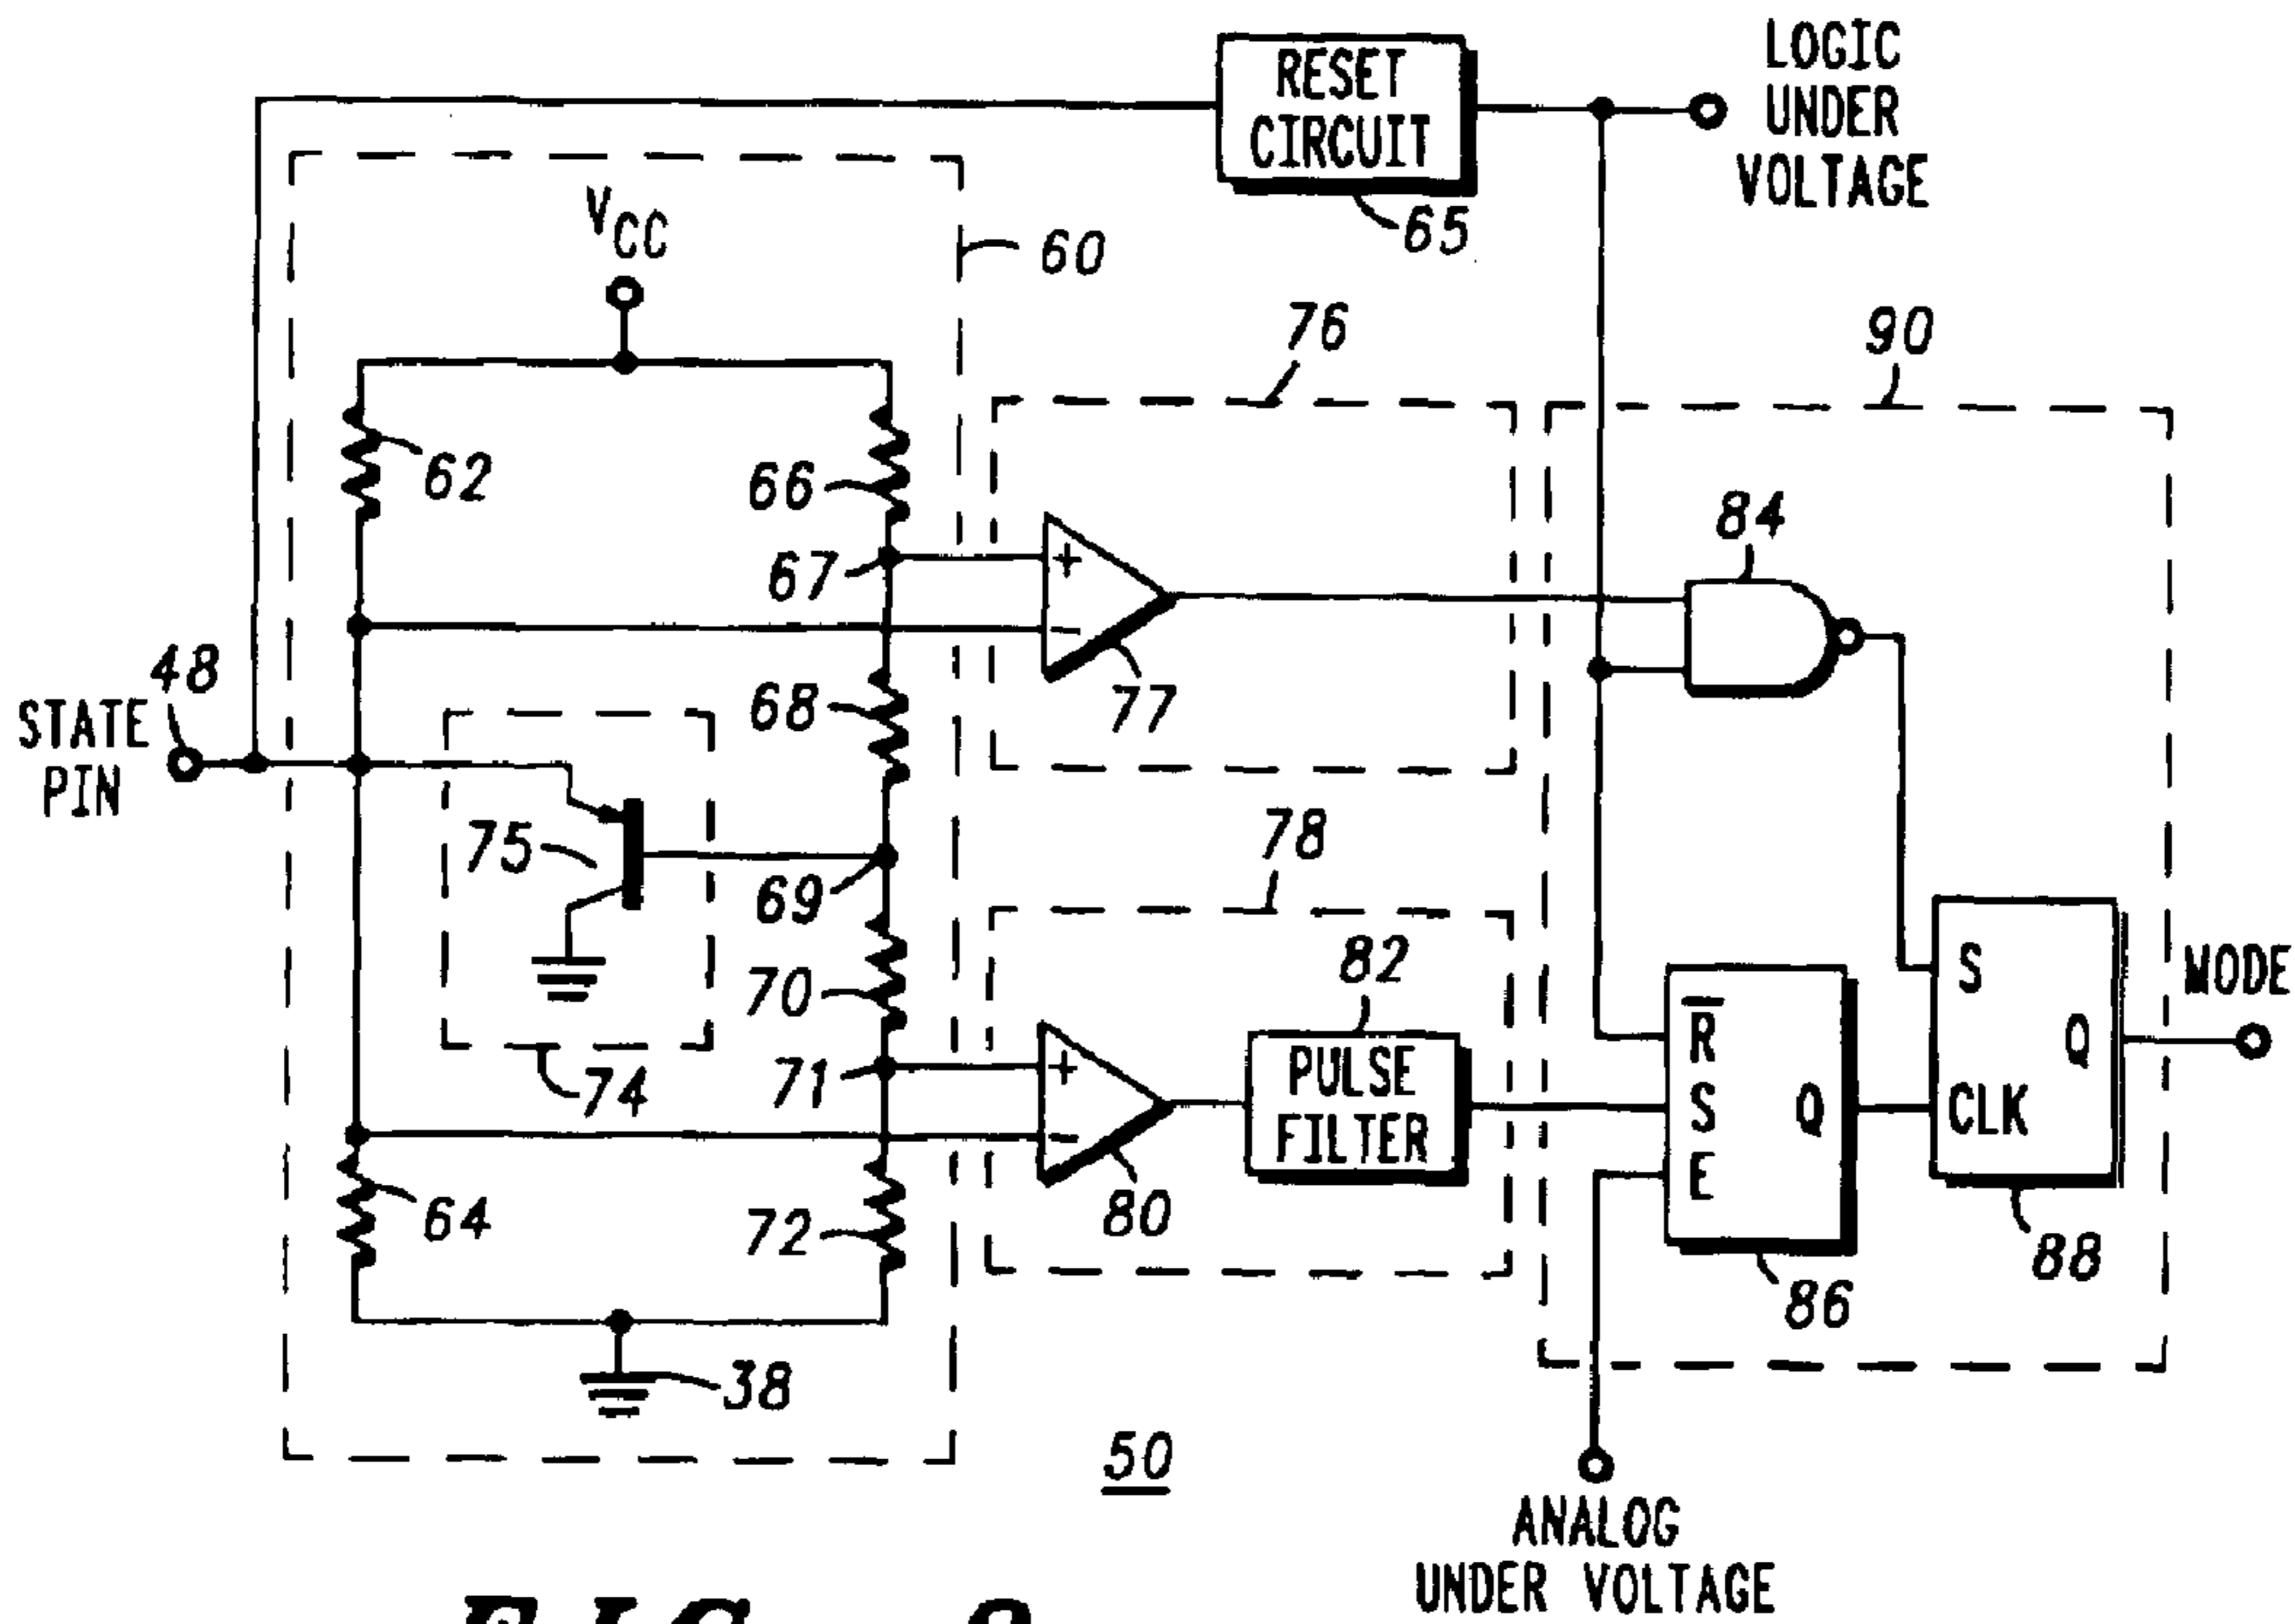 RESET
CIRCUIT
65
LOGIC
UNDER
VOLTAGE
VCC
60
76
90
62
66
67
77
84
48
STATE
PIN
68
75
69
74
78
82
70
71
+
−
+
−
PULSE
FILTER
80
64
72
38
R̅
S
E
Q
86
S
Q
CLK
88
MODE
50
ANALOG
UNDER VOLTAGE